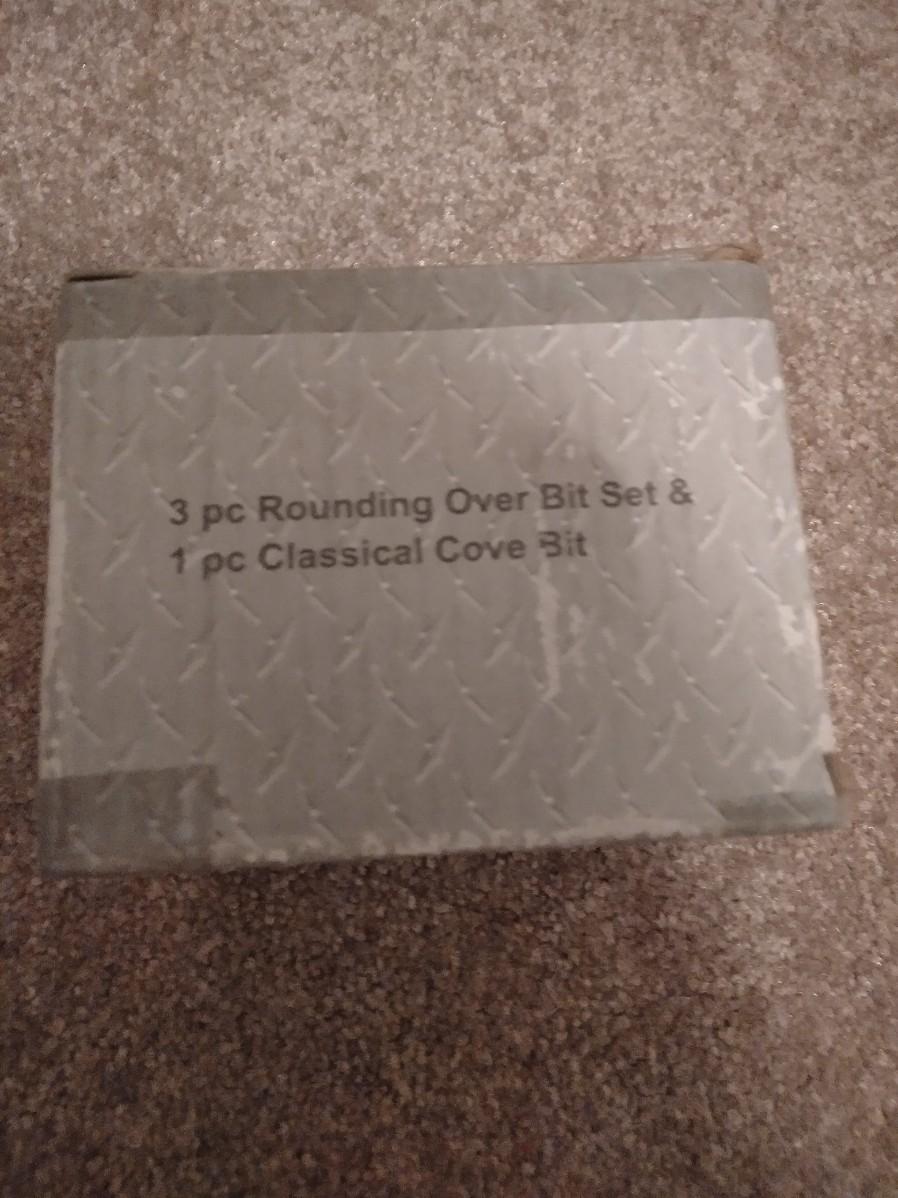 3 pc Rounding Over Bit Set &
1 pc Classical Cove Bit